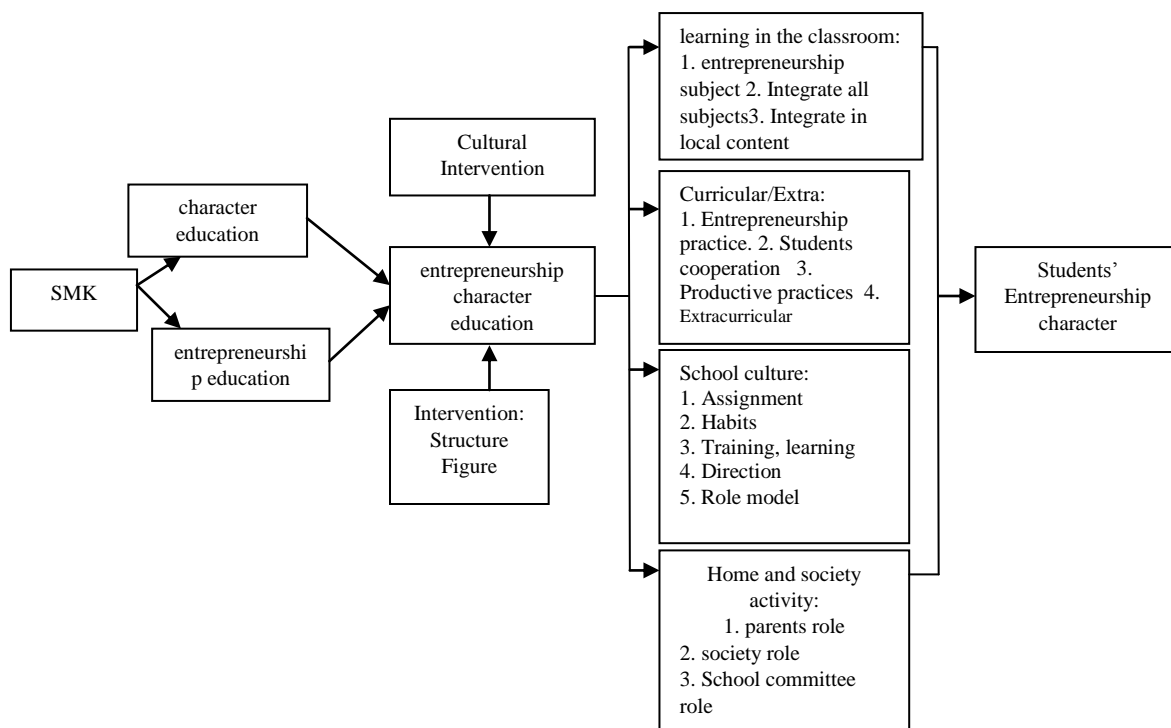 SMK
character
education
entrepreneurshi
p education
Cultural
Intervention
entrepreneurship
character
education
Intervention:
Structure
Figure
learning in the classroom:
1. entrepreneurship
subject 2. Integrate all
subjects3. Integrate in
local content
Curricular/Extra:
1. Entrepreneurship
practice. 2. Students
cooperation 3.
Productive practices 4.
Extracurricular
School culture:
1. Assignment
2. Habits
3. Training, learning
4. Direction
5. Role model
Home and society
activity:
1. parents role
2. society role
3. School committee
role
Students’
Entrepreneurship
character